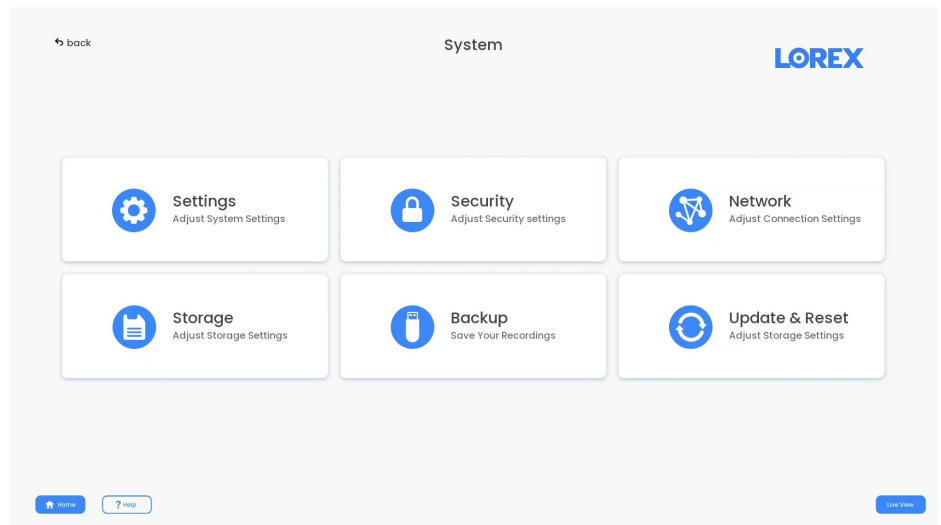 back
System
LOREX
Settings
Adjust System Settings
Security
Adjust Security settings
Network
Adjust Connection Settings
Storage
Adjust Storage Settings
Backup
Save Your Recordings
Update & Reset
Adjust Storage Settings
Home
? Help
Live View